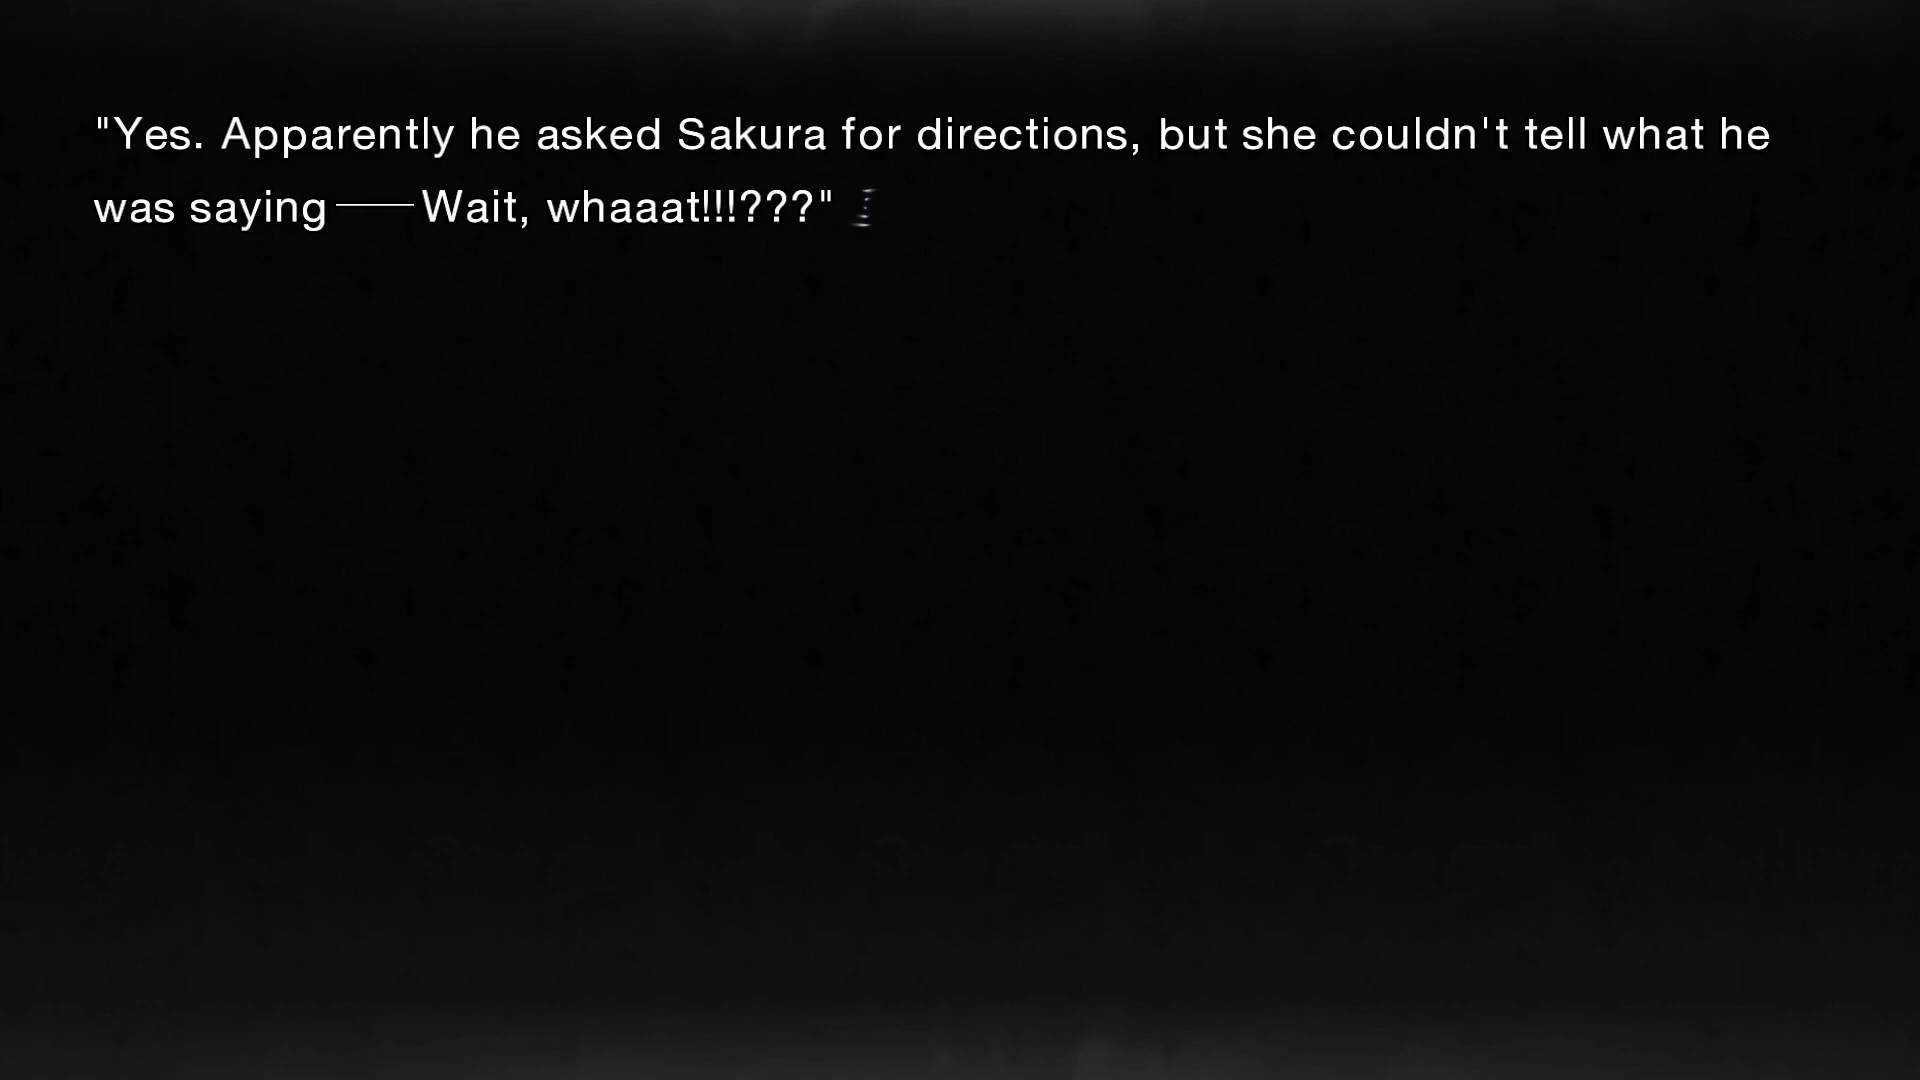 "Yes. Apparently he asked Sakura for directions, but she couldn't tell what he
was saying――Wait, whaaat!!!???"